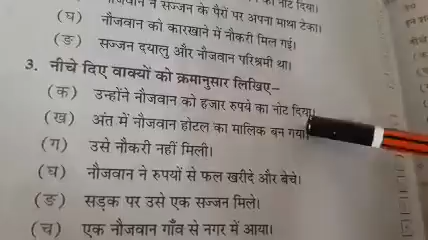 सज्जन के पैरों पर अपना माथा टेका।
(घ) नौजवान को कारखाने में नौकरी मिल गई।
(ङ) सज्जन दयालु और नौजवान परिश्रमी था।
3. नीचे दिए वाक्यों को क्रमानुसार लिखिए–
(क) उन्होंने नौजवान को हजार रुपये का नोट दिया।
(ख) अंत में नौजवान होटल का मालिक बन गया।
(ग) उसे नौकरी नहीं मिली।
(घ) नौजवान ने रुपयों से फल खरीदे और बेचे।
(ङ) सड़क पर उसे एक सज्जन मिले।
(च) एक नौजवान गाँव से नगर में आया।